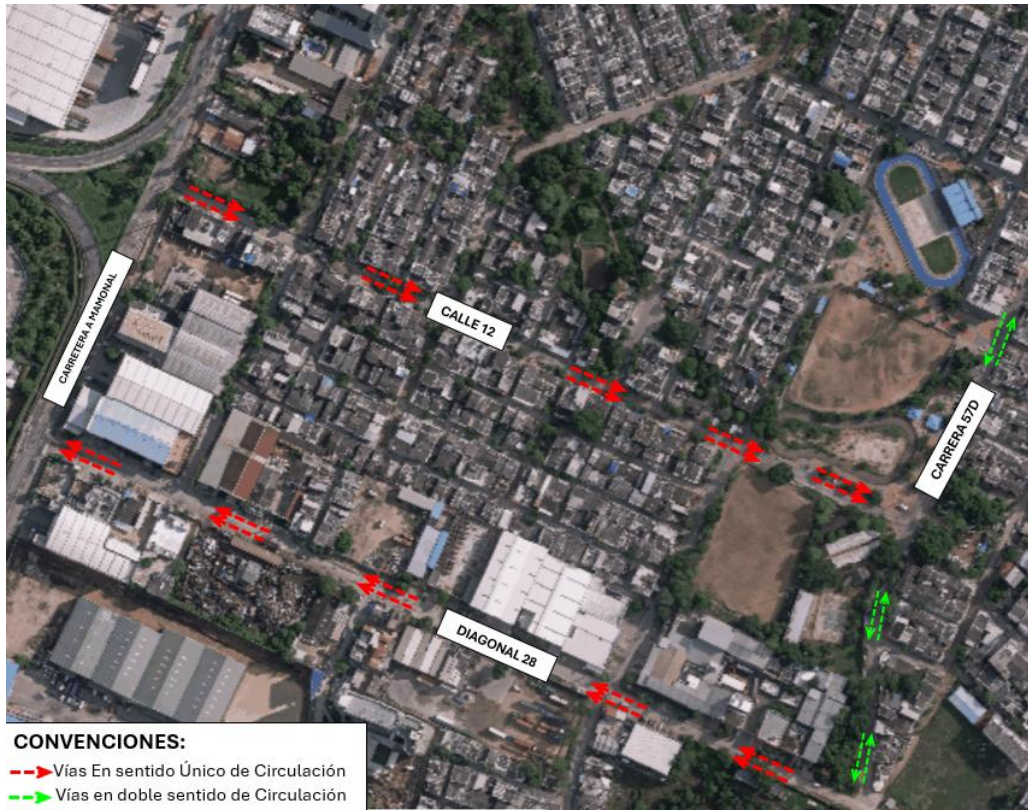 CARRETERA A MAMONAL
CALLE 12
CARRERA 57D
DIAGONAL 28
CONVENCIONES:
Vías En sentido Único de Circulación
Vías en doble sentido de Circulación